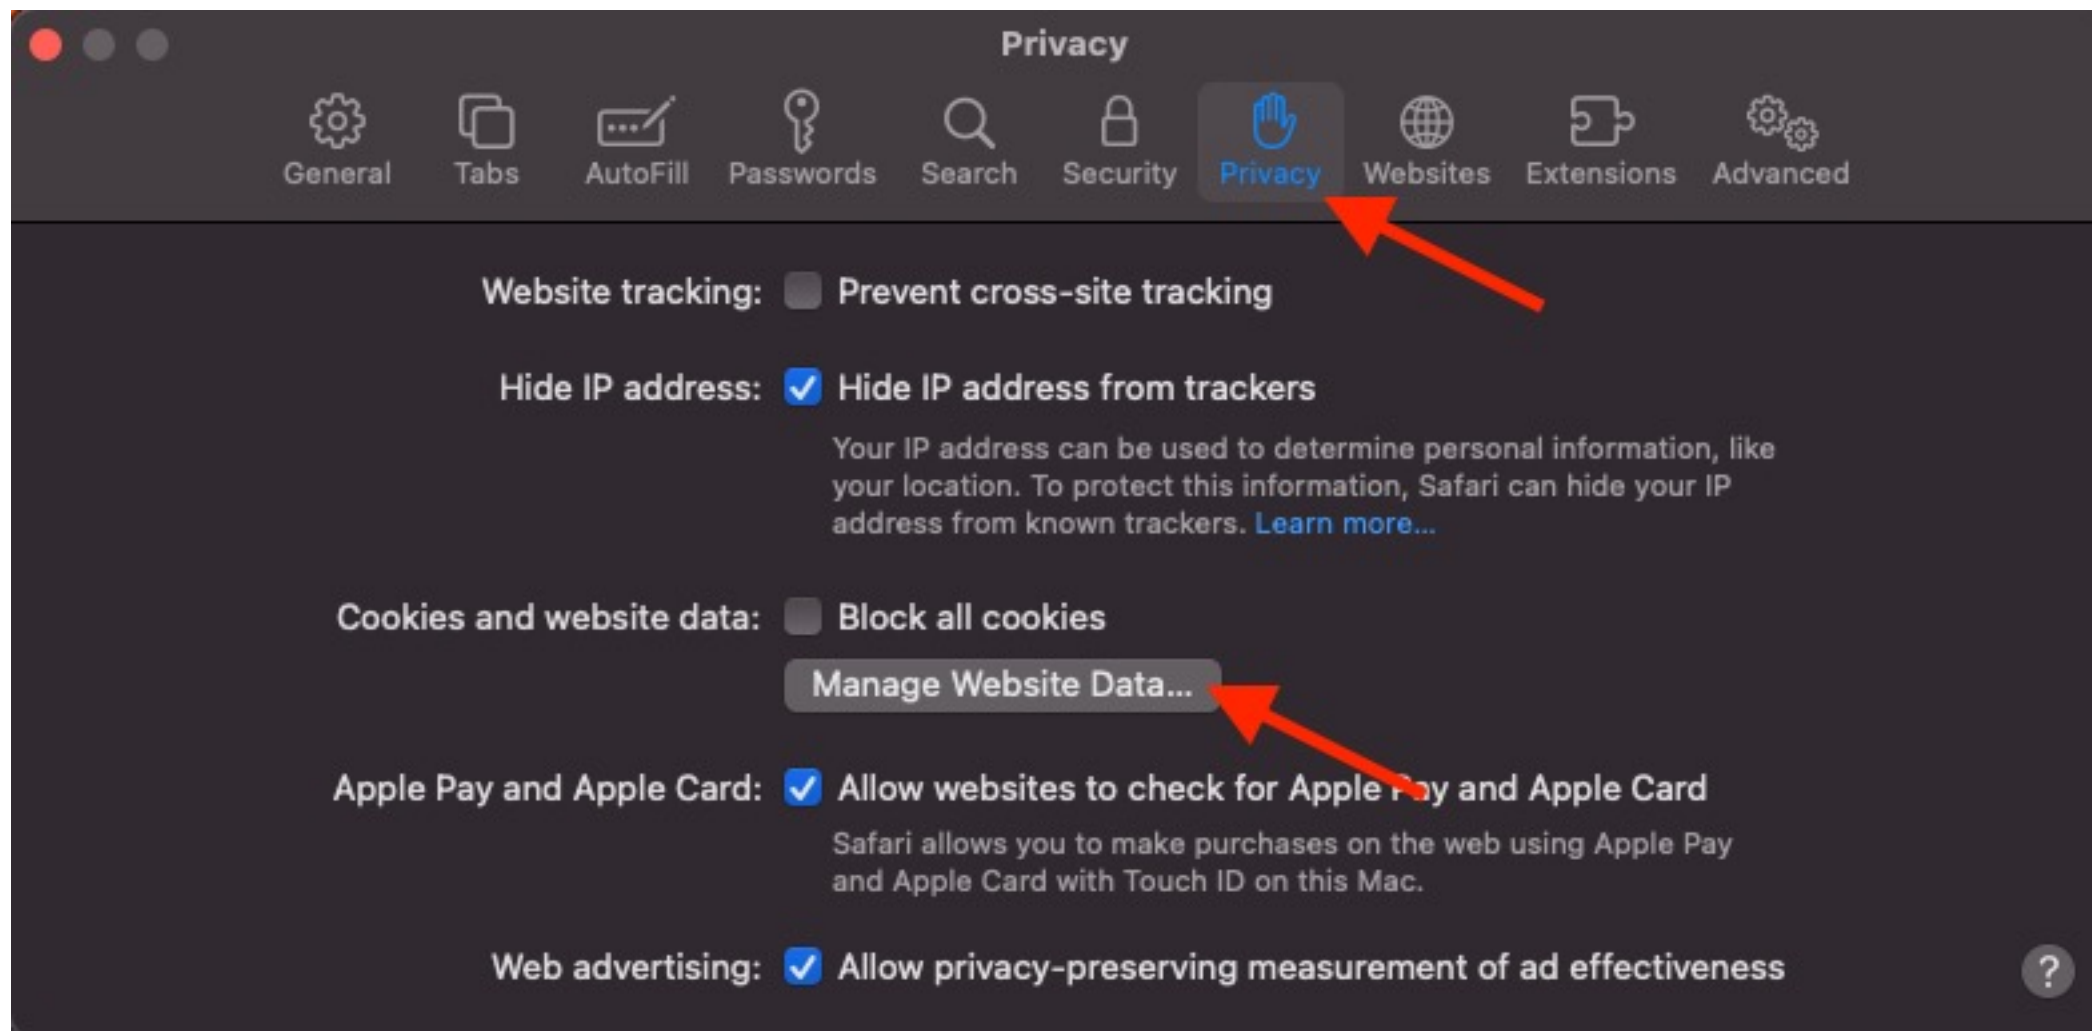 Privacy
General Tabs AutoFill Passwords Search Security Privacy Websites Extensions Advanced
Website tracking: Prevent cross-site tracking
Hide IP address: Hide IP address from trackers
Your IP address can be used to determine personal information, like
your location. To protect this information, Safari can hide your IP
address from known trackers. Learn more...
Cookies and website data: Block all cookies
Manage Website Data...
Apple Pay and Apple Card: Allow websites to check for Apple Pay and Apple Card
Safari allows you to make purchases on the web using Apple Pay
and Apple Card with Touch ID on this Mac.
Web advertising: Allow privacy-preserving measurement of ad effectiveness
?